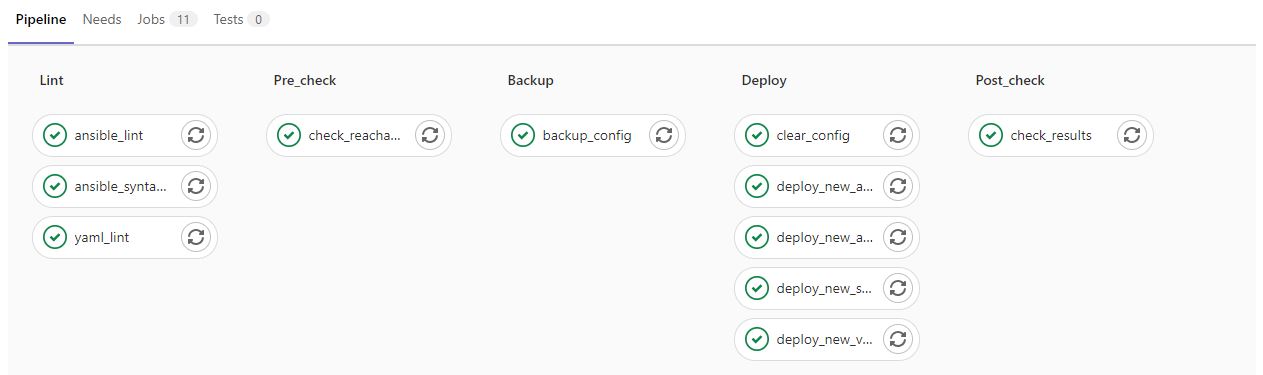 Pipeline Needs Jobs 11 Tests 0
Lint Pre_check Backup Deploy Post_check
ansible_lint check_reacha... backup_config clear_config check_results
ansible_synta... deploy_new_a...
yaml_lint deploy_new_a...
deploy_new_s...
deploy_new_v...